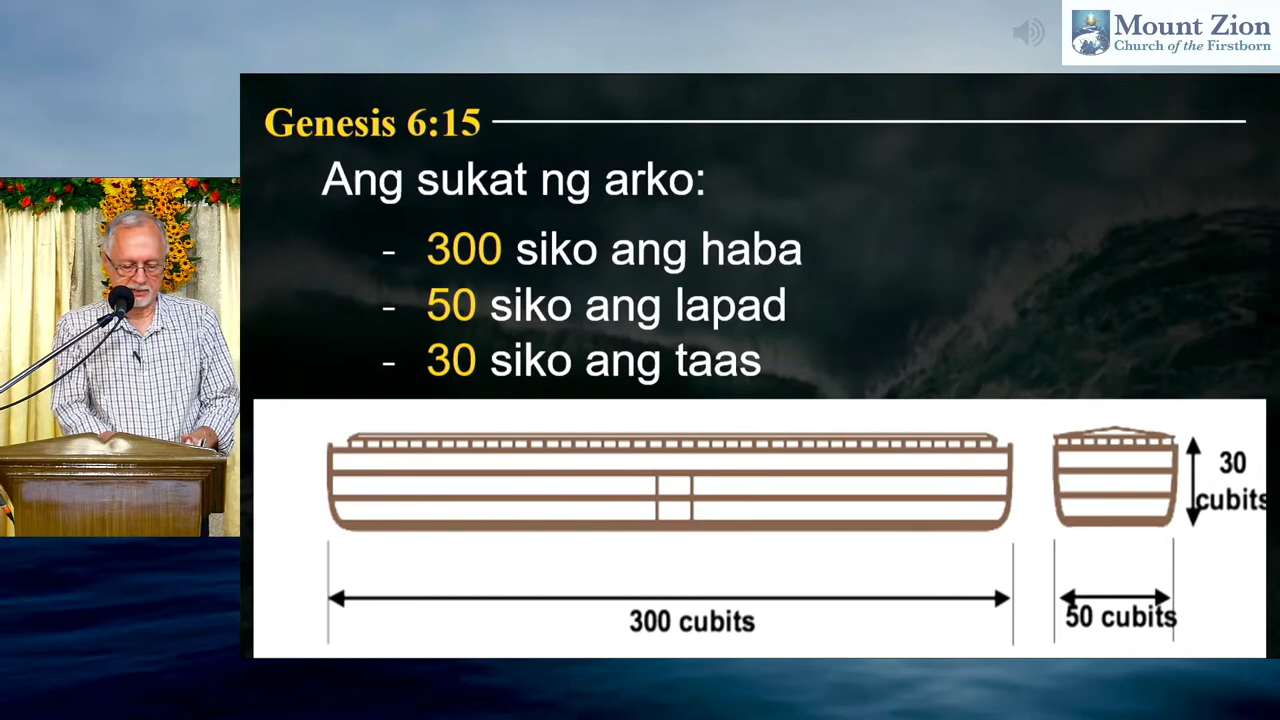 Mount Zion
Church of the Firstborn
Genesis 6:15
Ang sukat ng arko:
- 300 siko ang haba
- 50 siko ang lapad
- 30 siko ang taas
30
cubits
300 cubits
50 cubits